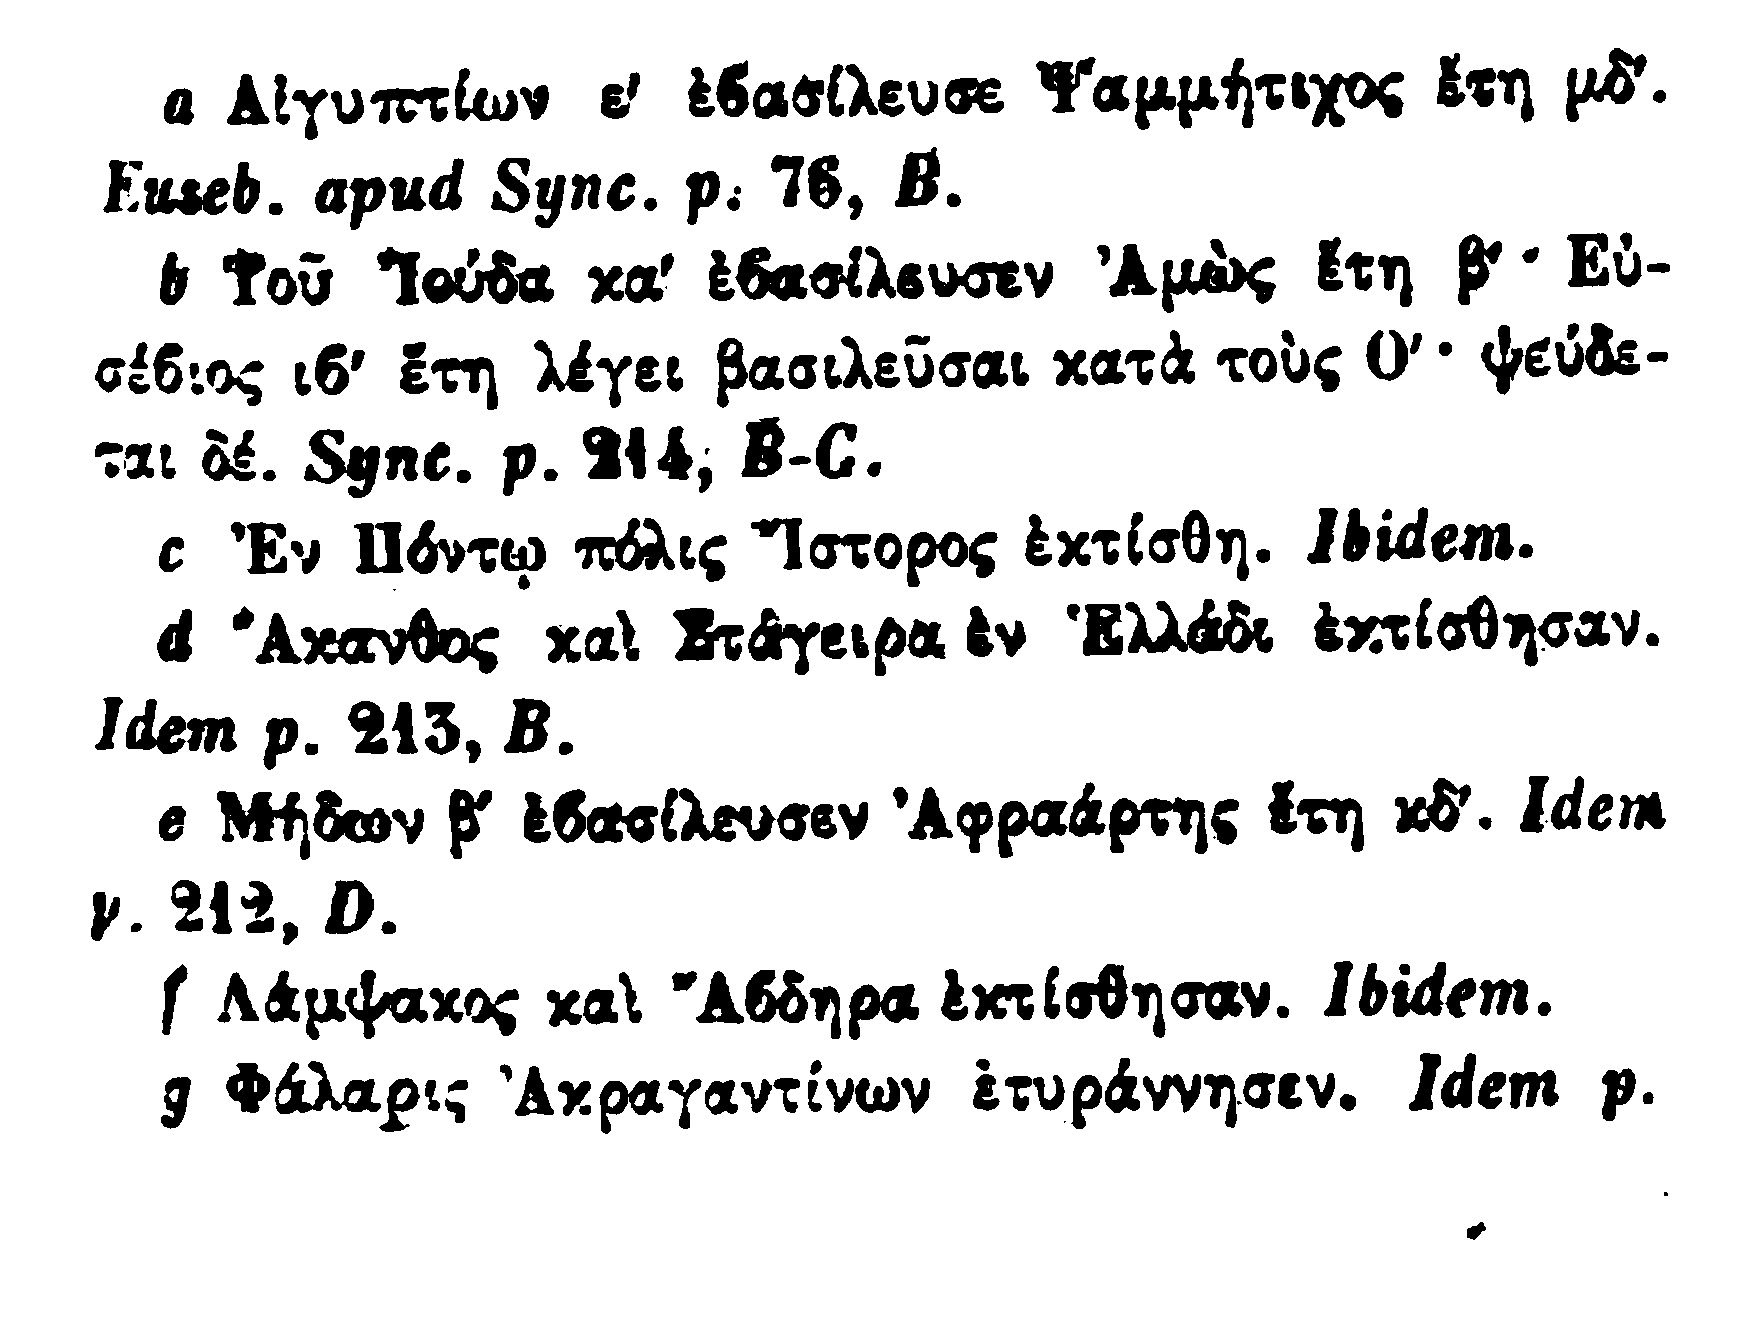 a Αἰγυπτίων ε' ἐϐασίλευσε Ψαμμήτιχος ἔτη μδ'.
Euseb. apud Sync. p. 76, B.
b Τοῦ Ἰούδα κα' ἐϐασίλευσεν Ἀμὼς ἔτη β' · Εὐ-
σέϐιος ιϐ' ἔτη λέγει βασιλεῦσαι κατὰ τοὺς Ο' · ψεύδε-
ται δέ. Sync. p. 214, B-C.
c Ἐν Πόντῳ πόλις Ἴστορος ἐκτίσθη. Ibidem.
d Ἄκανθος καὶ Στάγειρα ἐν Ἑλλάδι ἐκτίσθησαν.
Idem p. 213, B.
e Μήδων β' ἐϐασίλευσεν Ἀφραάρτης ἔτη κδ'. Idem
p. 212, D.
f Λάμψακος καὶ Ἄϐδηρα ἐκτίσθησαν. Ibidem.
g Φάλαρις Ἀκραγαντίνων ἐτυράννησεν. Idem p.